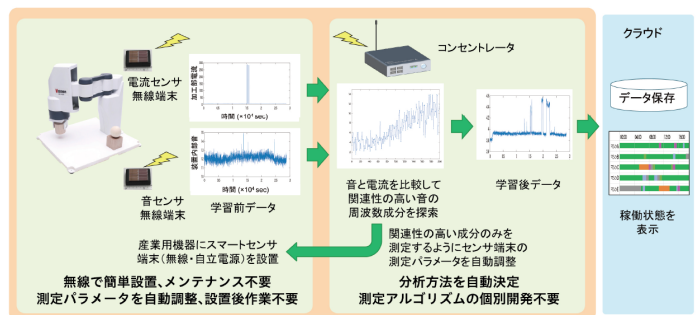 電流センサ
無線端末
加工部電流
時間 (×10⁴ sec)
装置内部音
時間 (×10⁴ sec)
音センサ
無線端末
学習前データ
産業用機器にスマートセンサ
端末(無線・自立電源)を設置
無線で簡単設置、メンテナンス不要
測定パラメータを自動調整、設置後作業不要
コンセントレータ
音と電流を比較して
関連性の高い音の
周波数成分を探索
学習後データ
関連性の高い成分のみを
測定するようにセンサ端末の
測定パラメータを自動調整
分析方法を自動決定
測定アルゴリズムの個別開発不要
クラウド
データ保存
稼働状態を
表示